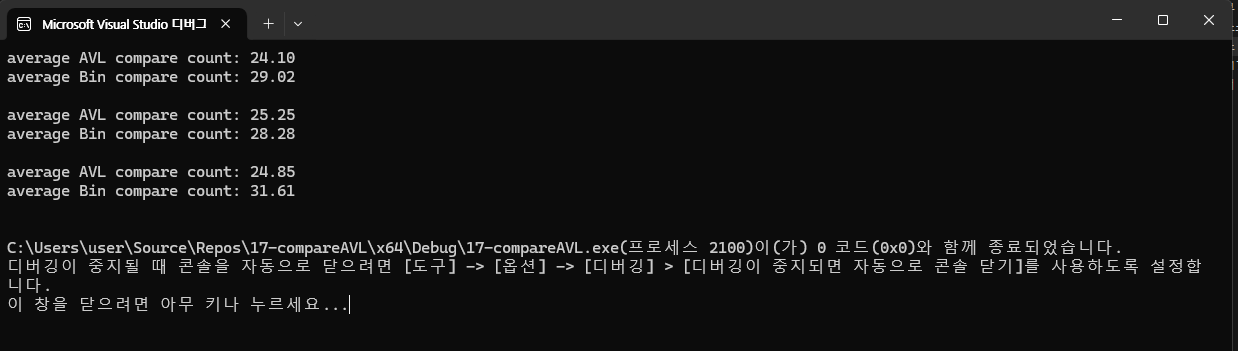 Microsoft Visual Studio 디버그
average AVL compare count: 24.10
average Bin compare count: 29.02
average AVL compare count: 25.25
average Bin compare count: 28.28
average AVL compare count: 24.85
average Bin compare count: 31.61
C:\Users\user\Source\Repos\17-compareAVL\x64\Debug\17-compareAVL.exe(프로세스 2100)이(가) 0 코드(0x0)와 함께 종료되었습니다.
디버깅이 중지될 때 콘솔을 자동으로 닫으려면 [도구] -> [옵션] -> [디버깅] > [디버깅이 중지되면 자동으로 콘솔 닫기]를 사용하도록 설정합
니다.
이 창을 닫으려면 아무 키나 누르세요...